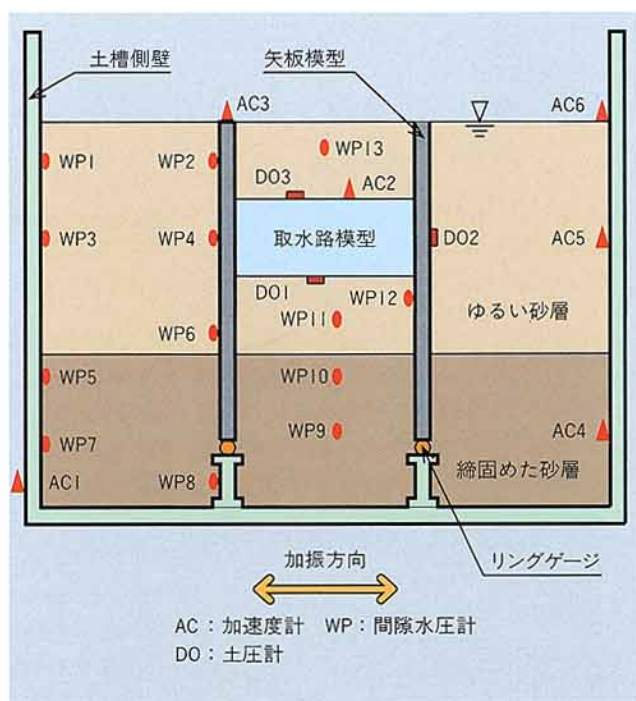 土槽側壁
矢板模型
AC3
AC6
WP1
WP2
WP13
DO3
AC2
WP3
WP4
取水路模型
DO2
AC5
DO1
WP12
WP11
ゆるい砂層
WP6
WP5
WP10
WP7
WP9
AC4
AC1
WP8
締固めた砂層
加振方向
リングゲージ
AC：加速度計 WP：間隙水圧計
DO：土圧計